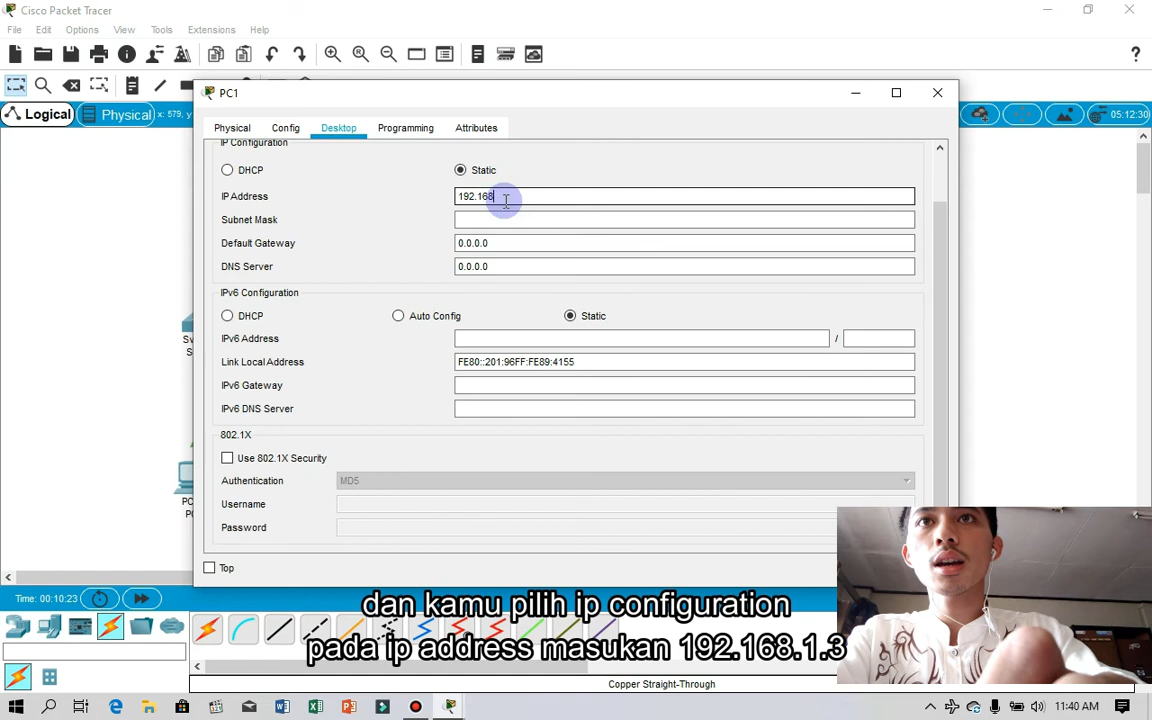 Cisco Packet Tracer
File Edit Options View Tools Extensions Help
?
Logical
Physical x: 579, y
05:12:30
PC1
Physical Config Desktop Programming Attributes
IP Configuration
DHCP Static
IP Address 192.168
Subnet Mask
Default Gateway 0.0.0.0
DNS Server 0.0.0.0
IPv6 Configuration
DHCP Auto Config Static
IPv6 Address /
Link Local Address FE80::201:96FF:FE89:4155
IPv6 Gateway
IPv6 DNS Server
802.1X
Use 802.1X Security
Authentication MD5
Username
Password
Top
Sv
S
PC
P
Time: 00:10:23
dan kamu pilih ip configuration
pada ip address masukan 192.168.1.3
Copper Straight-Through
11:40 AM